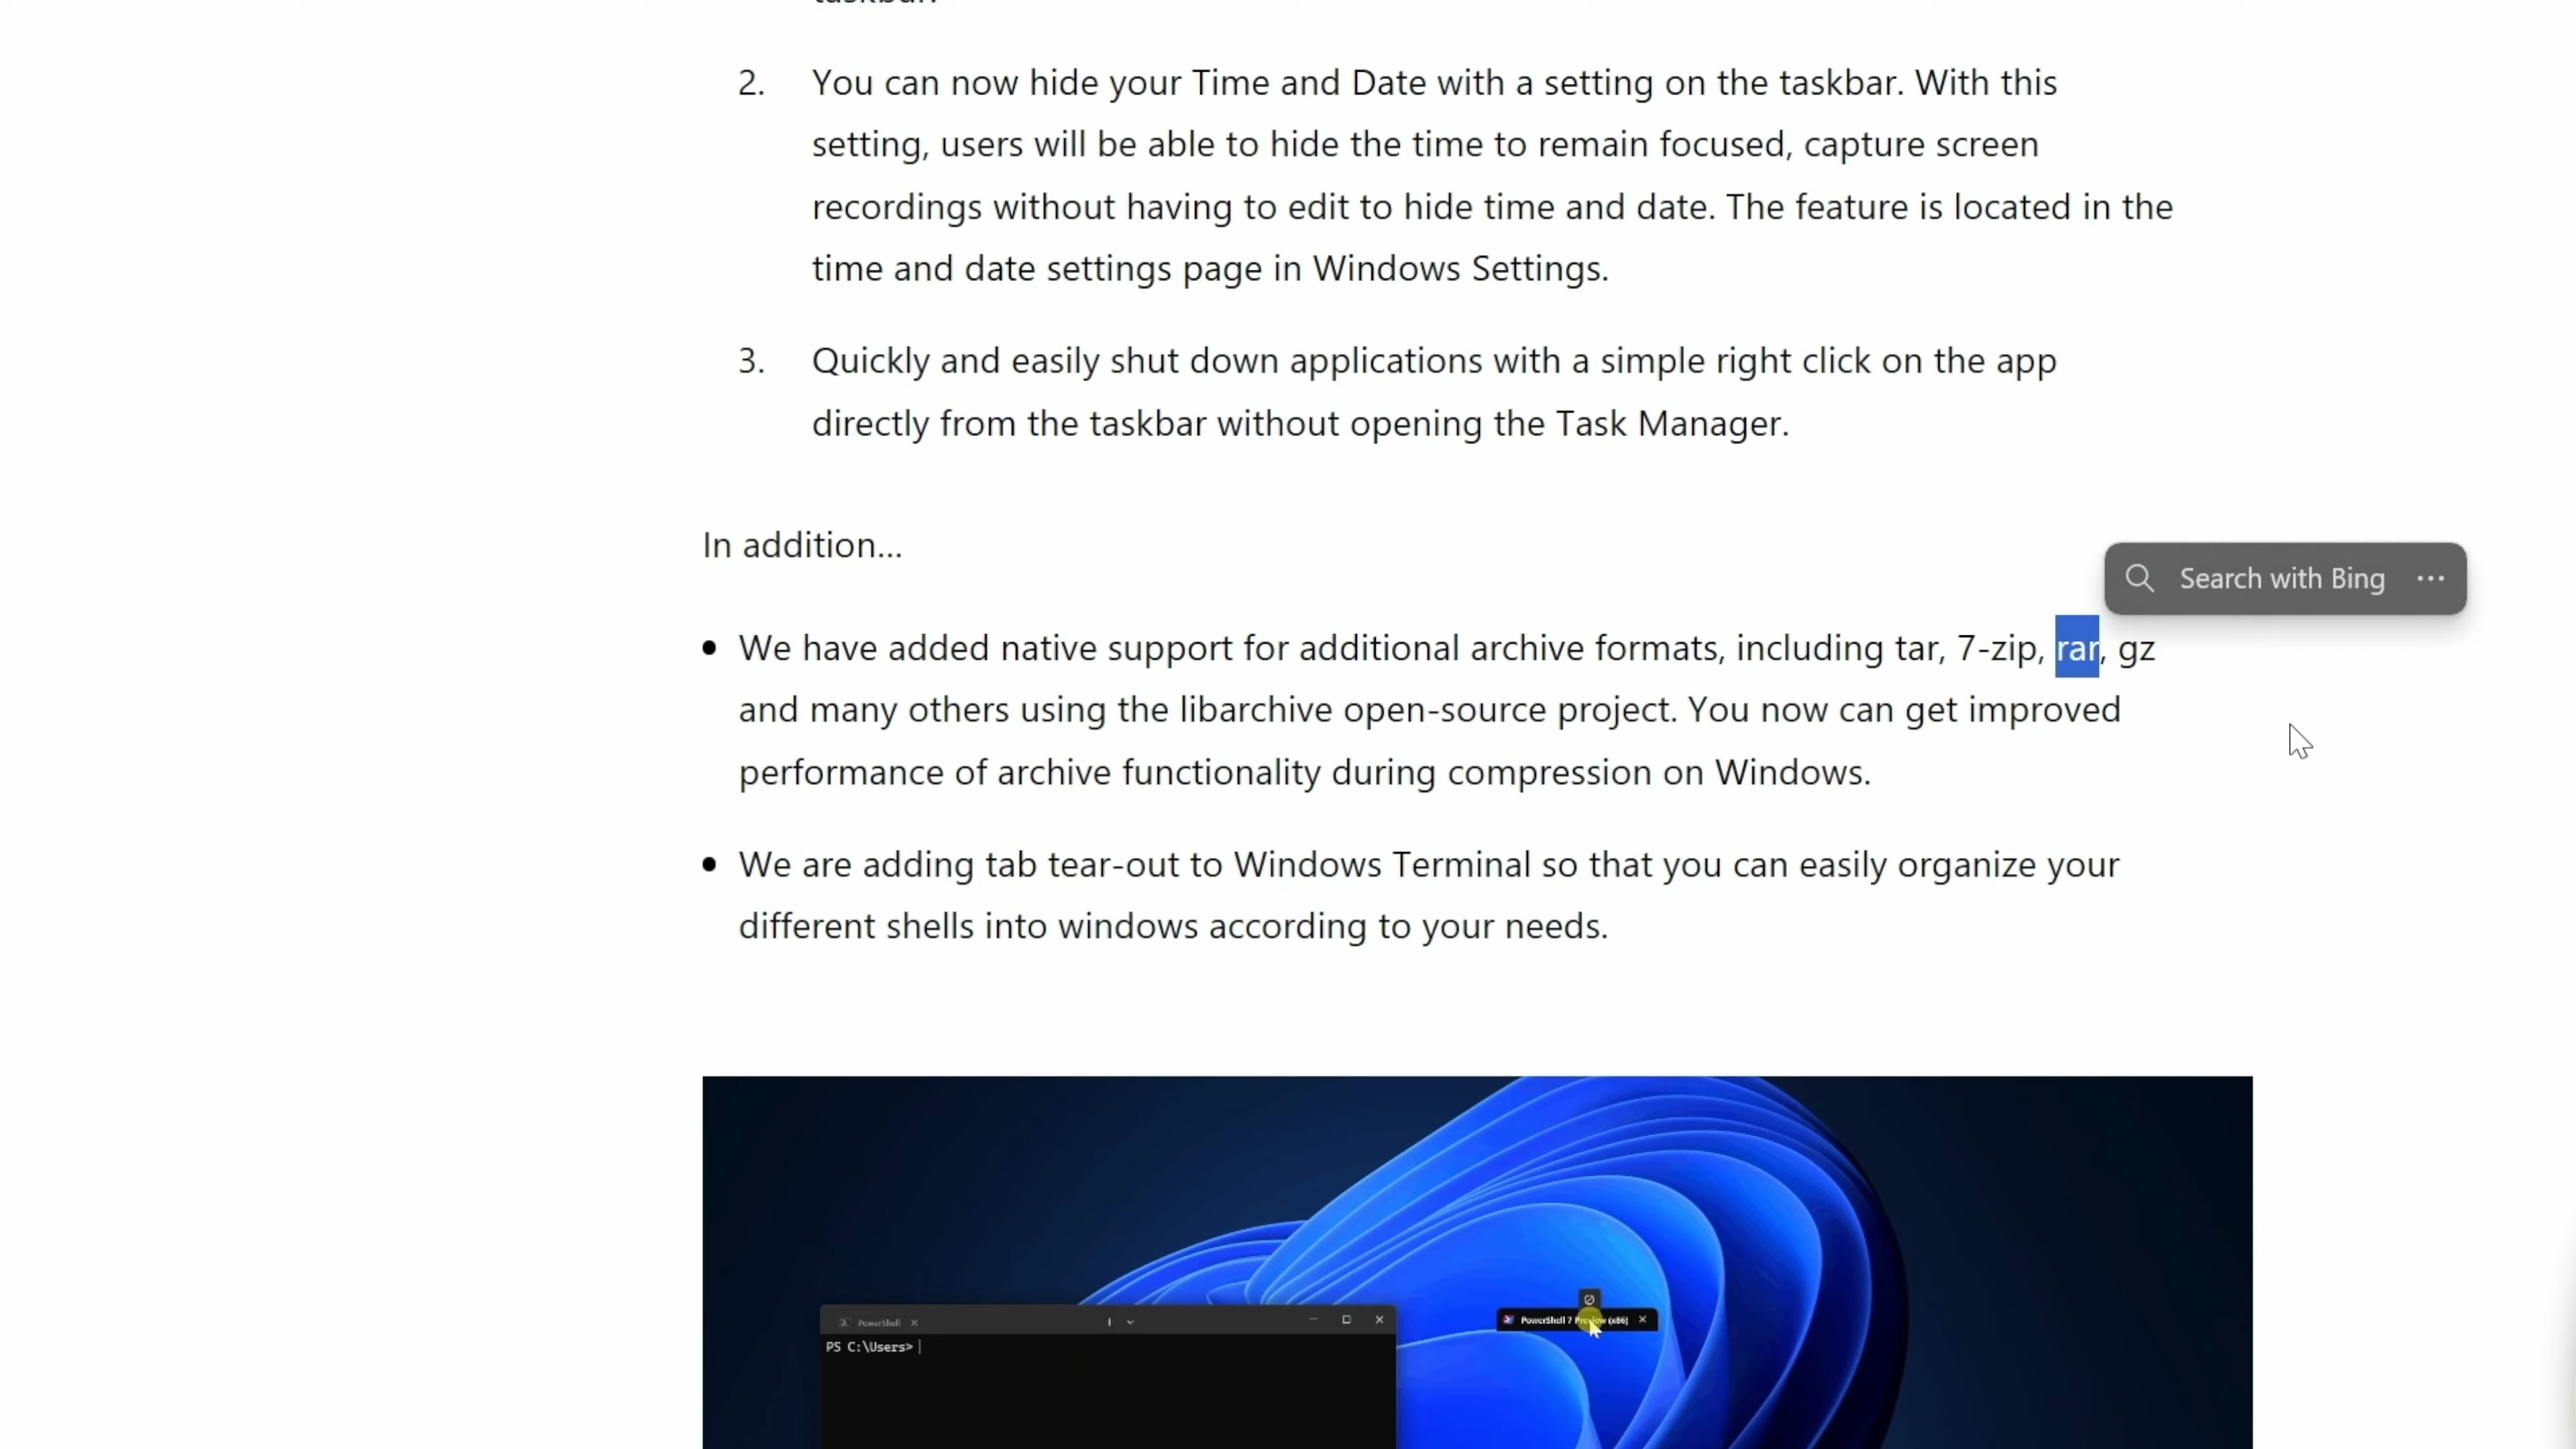 2. You can now hide your Time and Date with a setting on the taskbar. With this
setting, users will be able to hide the time to remain focused, capture screen
recordings without having to edit to hide time and date. The feature is located in the
time and date settings page in Windows Settings.
3. Quickly and easily shut down applications with a simple right click on the app
directly from the taskbar without opening the Task Manager.
In addition...
Search with Bing ...
• We have added native support for additional archive formats, including tar, 7-zip, rar, gz
and many others using the libarchive open-source project. You now can get improved
performance of archive functionality during compression on Windows.
• We are adding tab tear-out to Windows Terminal so that you can easily organize your
different shells into windows according to your needs.
PowerShell
PowerShell 7 Preview (x86)
PS C:\Users>